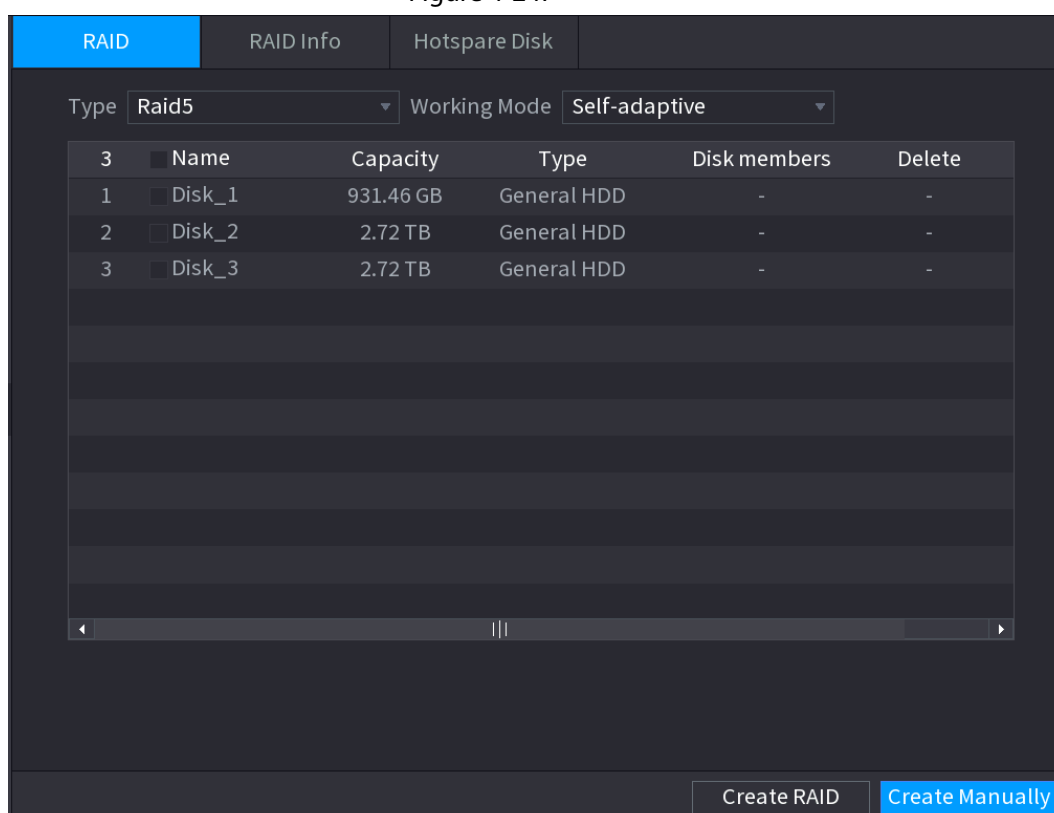 RAID RAID Info Hotspare Disk
Type Raid5 Working Mode Self-adaptive
3 Name Capacity Type Disk members Delete
1 Disk_1 931.46 GB General HDD - -
2 Disk_2 2.72 TB General HDD - -
3 Disk_3 2.72 TB General HDD - -
Create RAID Create Manually